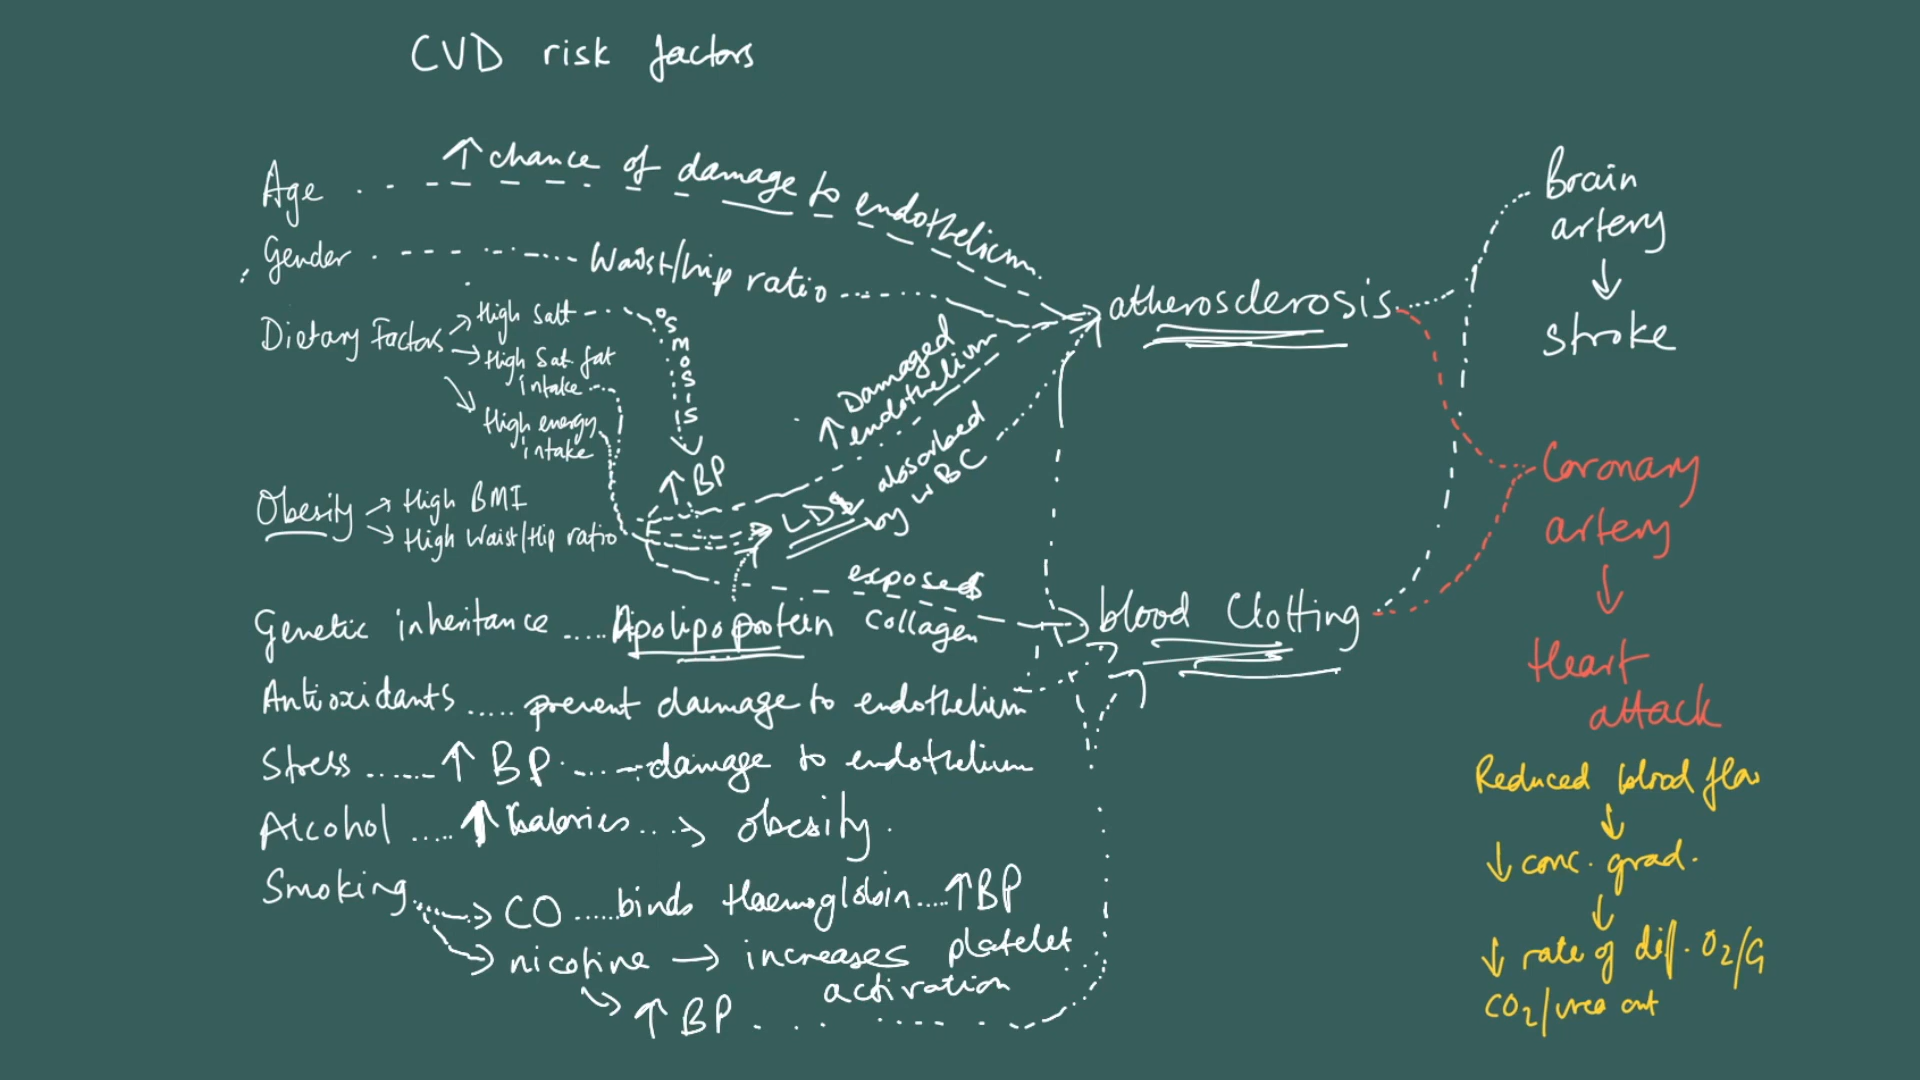 CVD risk factors
Age ↑ chance of damage to endothelium
Gender Waist/hip ratio
Dietary Factors → High Salt osmosis
→ High Sat. fat
intake
High energy
intake
↑ BP
↑ Damaged
endothelium
absorbed
by WBC
Obesity → High BMI
→ High Waist/Hip ratio
Genetic inheritance ..... Apolipoprotein
exposes
Collagen
Antioxidants ..... prevent damage to endothelium
Stress ...... ↑ BP ..... damage to endothelium
Alcohol ..... ↑ kalories ... → obesity.
Smoking → CO ...... binds Haemoglobin ..... ↑ BP
→ nicotine → increases platelet
activation
→ ↑ BP
atherosclerosis
blood Clotting
Brain
artery
↓
stroke
Coronary
artery
↓
Heart
attack
Reduced blood flow
↓
↓ conc. grad.
↓
↓ rate of diff. O2/G
CO2/urea out